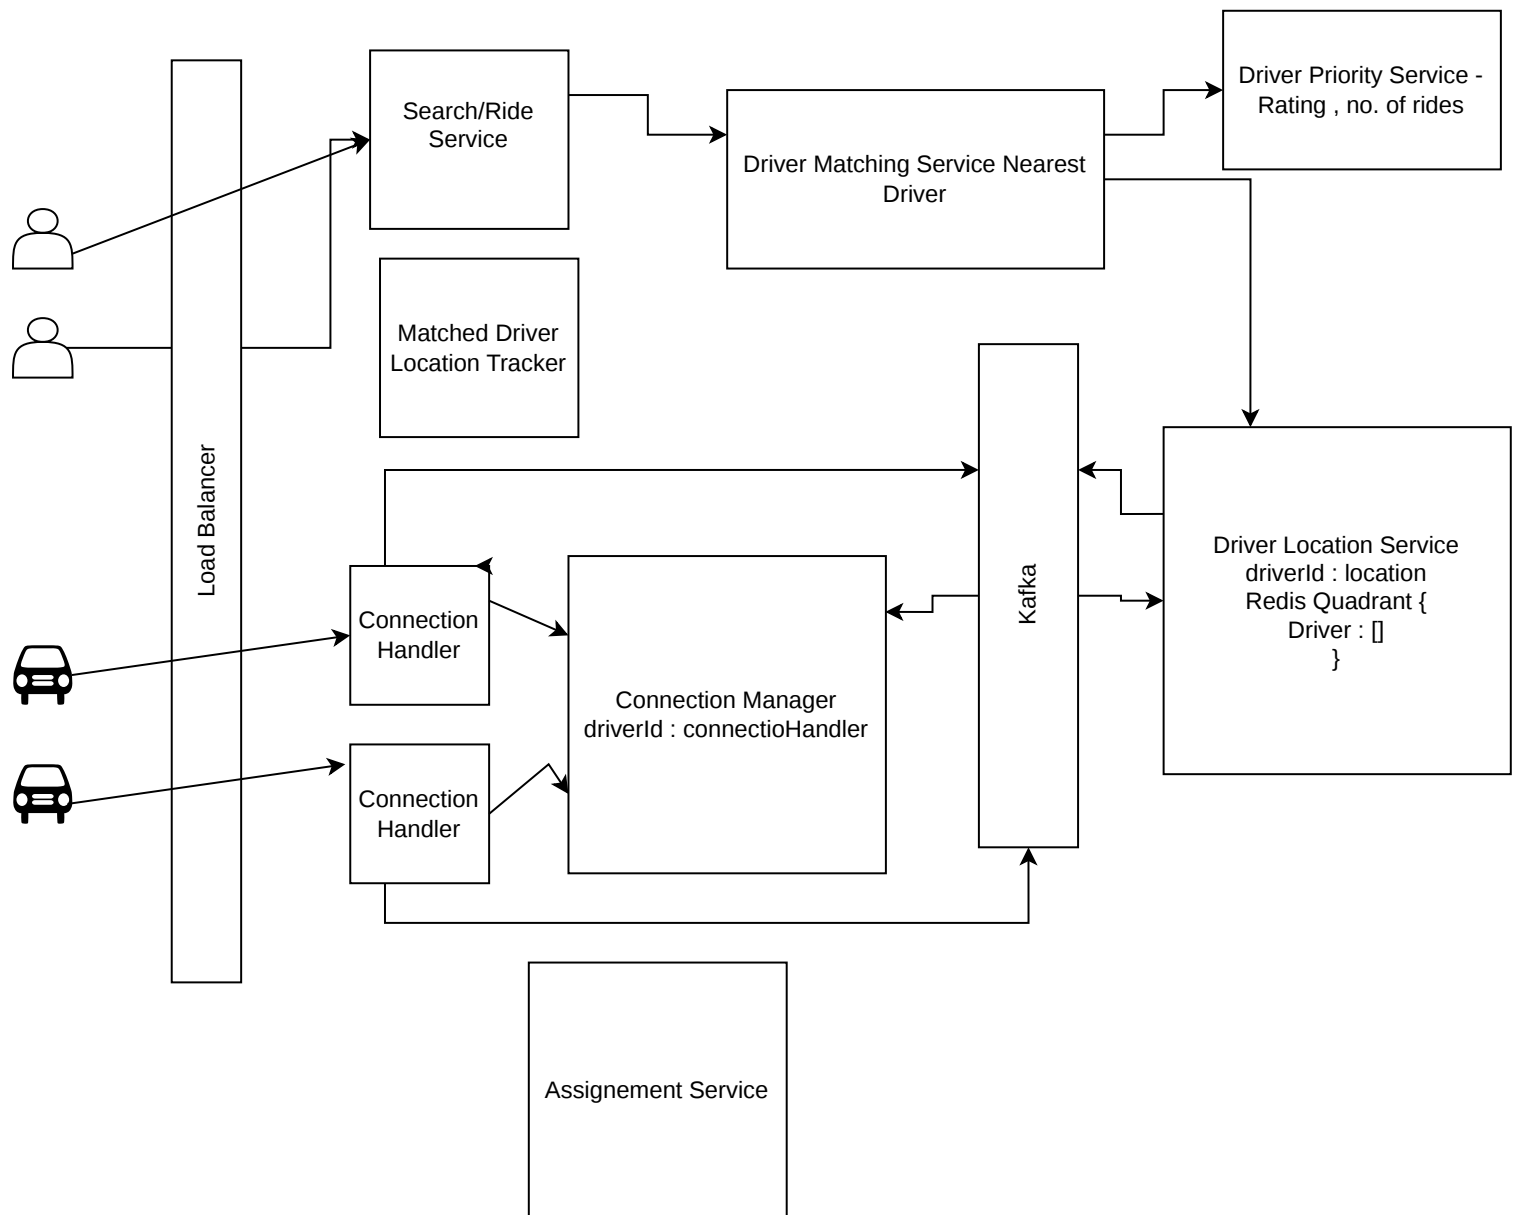 Driver Priority Service -
Rating , no. of rides
Search/Ride
Service
Driver Matching Service Nearest
Driver
Matched Driver
Location Tracker
Load Balancer
Kafka
Driver Location Service
driverId : location
Redis Quadrant {
Driver : []
}
Connection
Handler
Connection Manager
driverId : connectioHandler
Connection
Handler
Assignement Service